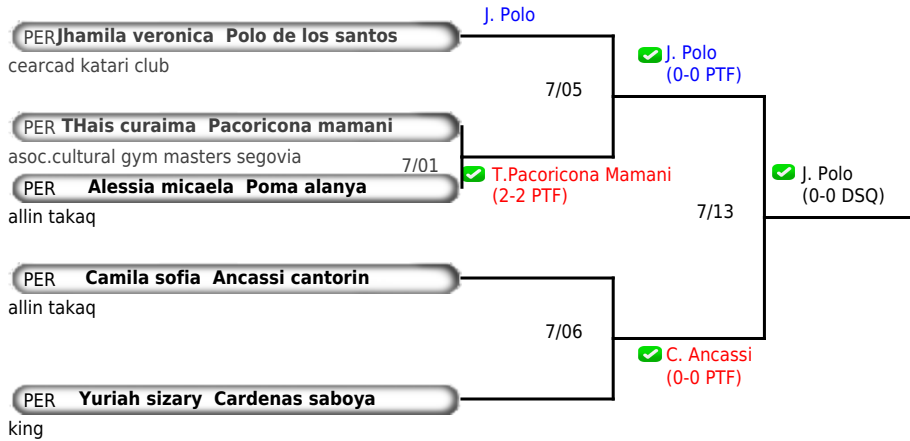 J. Polo
PER Jhamila veronica Polo de los santos
cearcad katari club
J. Polo
(0-0 PTF)
7/05
PER THais curaima Pacoricona mamani
asoc.cultural gym masters segovia
7/01
T.Pacoricona Mamani
(2-2 PTF)
J. Polo
(0-0 DSQ)
PER Alessia micaela Poma alanya
allin takaq
7/13
PER Camila sofia Ancassi cantorin
allin takaq
7/06
C. Ancassi
(0-0 PTF)
PER Yuriah sizary Cardenas saboya
king